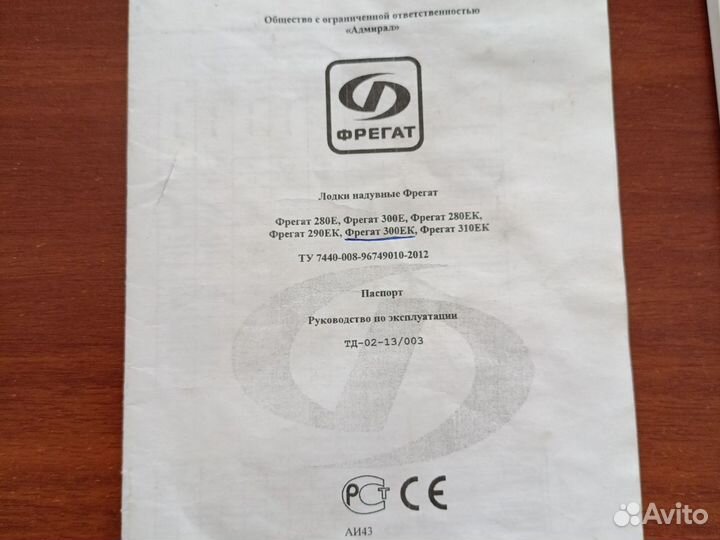 Общество с ограниченной ответственностью
«Адмирал»
ФРЕГАТ
Лодки надувные Фрегат
Фрегат 280Е, Фрегат 300Е, Фрегат 280ЕК,
Фрегат 290ЕК, Фрегат 300ЕК, Фрегат 310ЕК
ТУ 7440-008-96749010-2012
Паспорт
Руководство по эксплуатации
ТД-02-13/003
РСТ CE
АИ43
Avito